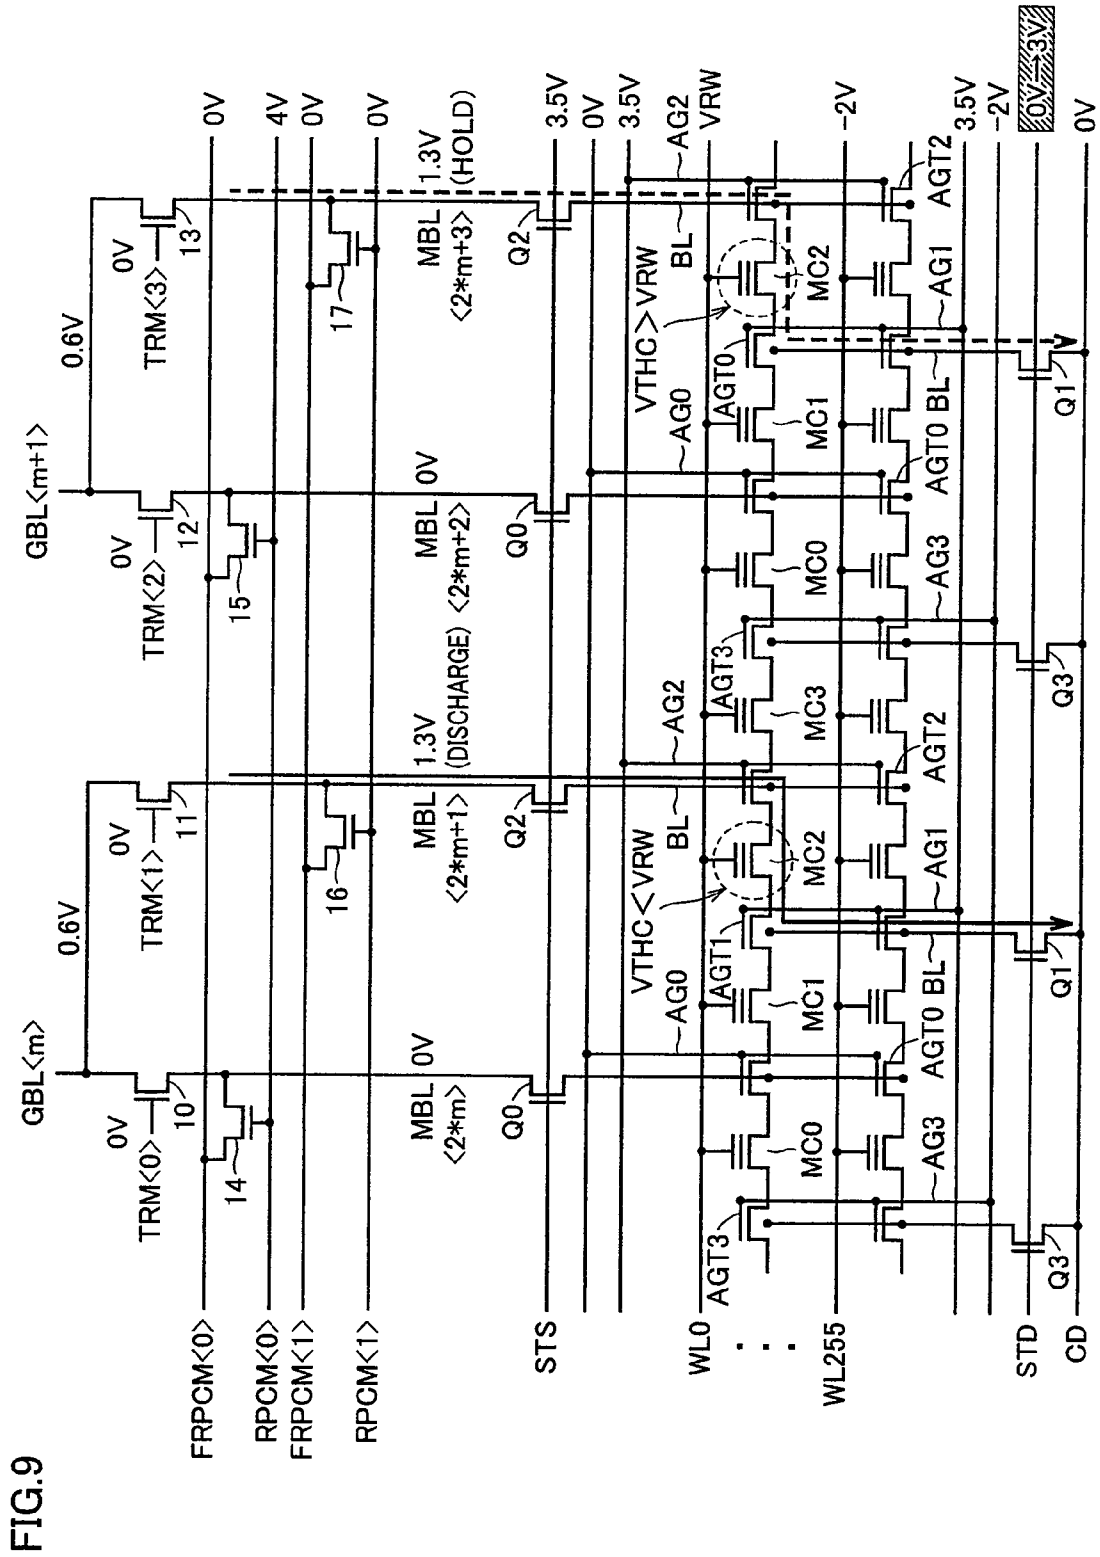 FIG.9
GBL<m>
GBL<m+1>
0.6V
0.6V
0V
TRM<0>
10
0V
TRM<1>
11
0V
TRM<2>
12
0V
TRM<3>
13
FRPCM<0>
0V
14
15
RPCM<0>
4V
FRPCM<1>
0V
16
17
RPCM<1>
0V
MBL 0V
<2*m>
MBL 1.3V
<2*m+1> (DISCHARGE)
MBL 0V
<2*m+2>
MBL 1.3V
<2*m+3> (HOLD)
Q0
Q2
Q0
Q2
STS
3.5V
0V
3.5V
AG0
VTHC<VRW
BL
AG2
AG0
VTHC>VRW
BL
AG2
WL0
VRW
AGT3
AGT1
AGT3
AGT0
MC0
MC1
MC2
MC3
MC0
MC1
MC2
WL255
-2V
AG3
AGT0
BL
AG1
AGT2
AG3
AGT0
BL
AG1
AGT2
3.5V
-2V
STD
0V→3V
Q3
Q1
Q3
Q1
CD
0V